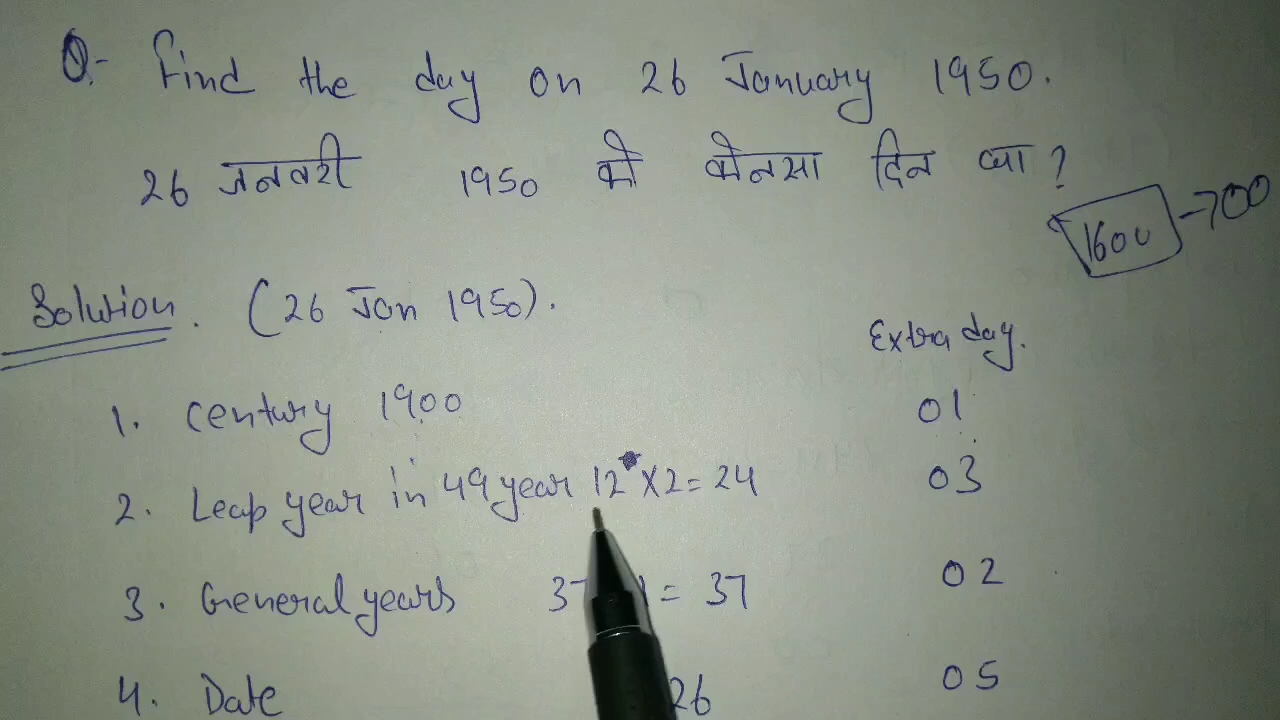 Q.- Find the day on 26 January 1950.
26 जनवरी 1950 को कौनसा दिन था?
1600 -700
Solution. (26 Jan 1950).
Extra day.
1. Century 1900 01
2. Leap year in 49 year 12 X2=24 03
3. General years = 37 02
4. Date 26 05